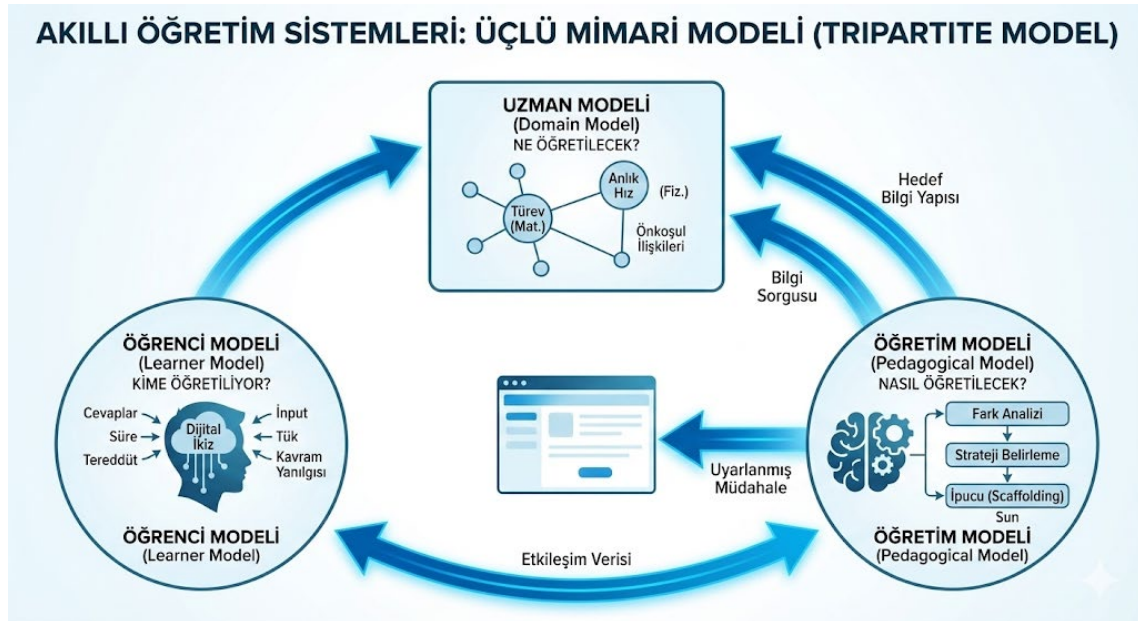 AKILLI ÖĞRETİM SİSTEMLERİ: ÜÇLÜ MİMARİ MODELİ (TRIPARTITE MODEL)
UZMAN MODELİ
(Domain Model)
NE ÖĞRETİLECEK?
Anlık
Hız
(Fiz.)
Türev
(Mat.)
Önkoşul
İlişkileri
Hedef
Bilgi Yapısı
Bilgi
Sorgusu
ÖĞRENCİ MODELİ
(Learner Model)
KİME ÖĞRETİLİYOR?
Cevaplar
Süre
Tereddüt
Dijital
İkiz
İnput
Tük
Kavram
Yanılgısı
ÖĞRENCİ MODELİ
(Learner Model)
Uyarlanmış
Müdahale
ÖĞRETİM MODELİ
(Pedagogical Model)
NASIL ÖĞRETİLECEK?
Fark Analizi
Strateji Belirleme
İpucu (Scaffolding)
Sun
ÖĞRETİM MODELİ
(Pedagogical Model)
Etkileşim Verisi